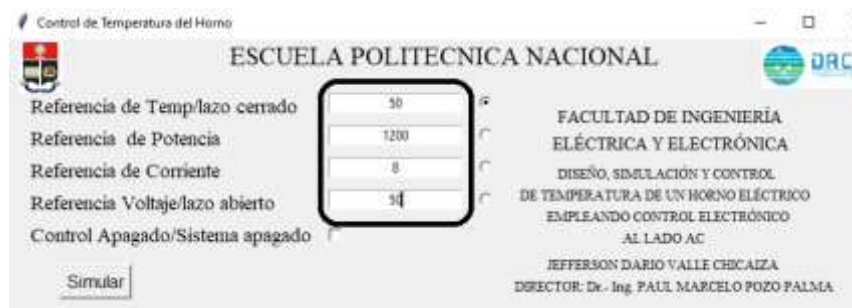 Control de Temperatura del Horno
ESCUELA POLITECNICA NACIONAL
DRC
Referencia de Temp/lazo cerrado 50
Referencia de Potencia 1200
Referencia de Corriente 8
Referencia Voltaje/lazo abierto 50
Control Apagado/Sistema apagado
Simular
FACULTAD DE INGENIERÍA
ELÉCTRICA Y ELECTRÓNICA
DISEÑO, SIMULACIÓN Y CONTROL
DE TEMPERATURA DE UN HORNO ELÉCTRICO
EMPLEANDO CONTROL ELECTRÓNICO
AL LADO AC
JEFFERSON DARIO VALLE CHICAIZA
DIRECTOR: Dr.- Ing. PAUL MARCELO POZO PALMA